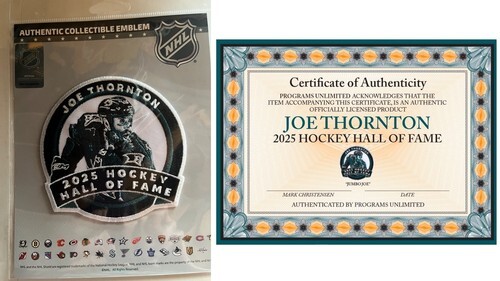 AUTHENTIC COLLECTIBLE EMBLEM
NHL
JOE THORNTON
2025 HOCKEY
HALL OF FAME
Certificate of Authenticity
PROGRAMS UNLIMITED ACKNOWLEDGES THAT THE
ITEM ACCOMPANYING THIS CERTIFICATE, IS AN AUTHENTIC
OFFICIALLY LICENSED PRODUCT
JOE THORNTON
2025 HOCKEY HALL OF FAME
"JUMBO JOE"
MARK CHRISTENSEN DATE
AUTHENTICATED BY PROGRAMS UNLIMITED